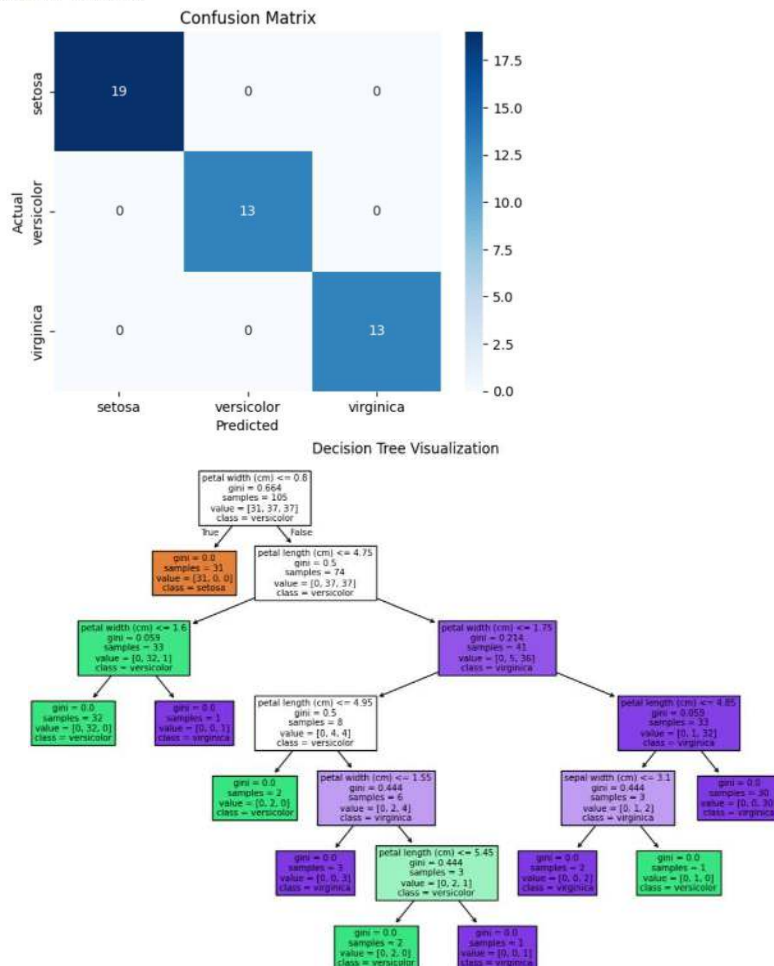 Confusion Matrix
setosa
versicolor
virginica
Actual
19
0
0
0
13
0
0
0
13
17.5
15.0
12.5
10.0
7.5
5.0
2.5
0.0
setosa
versicolor
virginica
Predicted
Decision Tree Visualization
petal width (cm) <= 0.8
gini = 0.664
samples = 105
value = [31, 37, 37]
class = versicolor
True
False
gini = 0.0
samples = 31
value = [31, 0, 0]
class = setosa
petal length (cm) <= 4.75
gini = 0.5
samples = 74
value = [0, 37, 37]
class = versicolor
petal width (cm) <= 1.6
gini = 0.059
samples = 33
value = [0, 32, 1]
class = versicolor
petal width (cm) <= 1.75
gini = 0.214
samples = 41
value = [0, 5, 36]
class = virginica
gini = 0.0
samples = 32
value = [0, 32, 0]
class = versicolor
gini = 0.0
samples = 1
value = [0, 0, 1]
class = virginica
petal length (cm) <= 4.95
gini = 0.5
samples = 8
value = [0, 4, 4]
class = versicolor
petal length (cm) <= 4.85
gini = 0.059
samples = 33
value = [0, 1, 32]
class = virginica
gini = 0.0
samples = 2
value = [0, 2, 0]
class = versicolor
petal width (cm) <= 1.55
gini = 0.444
samples = 6
value = [0, 2, 4]
class = virginica
sepal width (cm) <= 3.1
gini = 0.444
samples = 3
value = [0, 1, 2]
class = virginica
gini = 0.0
samples = 30
value = [0, 0, 30]
class = virginica
gini = 0.0
samples = 3
value = [0, 0, 3]
class = virginica
petal length (cm) <= 5.45
gini = 0.444
samples = 3
value = [0, 2, 1]
class = versicolor
gini = 0.0
samples = 2
value = [0, 0, 2]
class = virginica
gini = 0.0
samples = 1
value = [0, 1, 0]
class = versicolor
gini = 0.0
samples = 2
value = [0, 2, 0]
class = versicolor
gini = 0.0
samples = 1
value = [0, 0, 1]
class = virginica